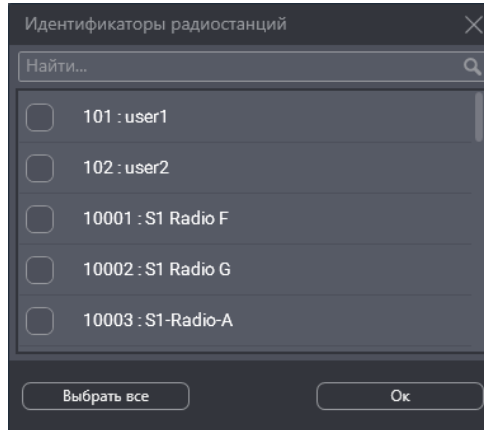 Идентификаторы радиостанций
Найти...
101 : user1
102 : user2
10001 : S1 Radio F
10002 : S1 Radio G
10003 : S1-Radio-A
Выбрать все
Ок